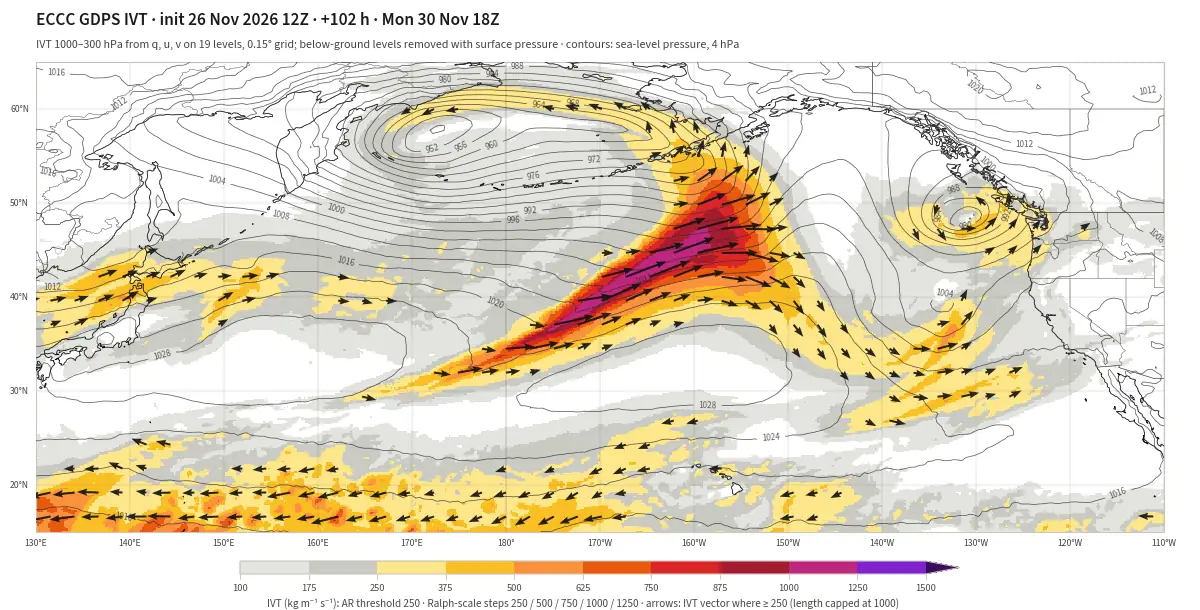 ECCC GDPS IVT · init 26 Nov 2026 12Z · +102 h · Mon 30 Nov 18Z
IVT 1000–300 hPa from q, u, v on 19 levels, 0.15° grid; below-ground levels removed with surface pressure · contours: sea-level pressure, 4 hPa
1016
980
984
988
1020
1012
1012
60°N
964
968
952
956
960
972
1012
1000
1016
1004
976
988
50°N
1008
1000
992
996
992
1008
1016
1012
1020
1004
40°N
1028
30°N
1028
1024
20°N
1016
130°E
140°E
150°E
160°E
170°E
180°
170°W
160°W
150°W
140°W
130°W
120°W
110°W
100
175
250
375
500
625
750
875
1000
1250
1500
IVT (kg m⁻¹ s⁻¹): AR threshold 250 · Ralph-scale steps 250 / 500 / 750 / 1000 / 1250 · arrows: IVT vector where ≥ 250 (length capped at 1000)